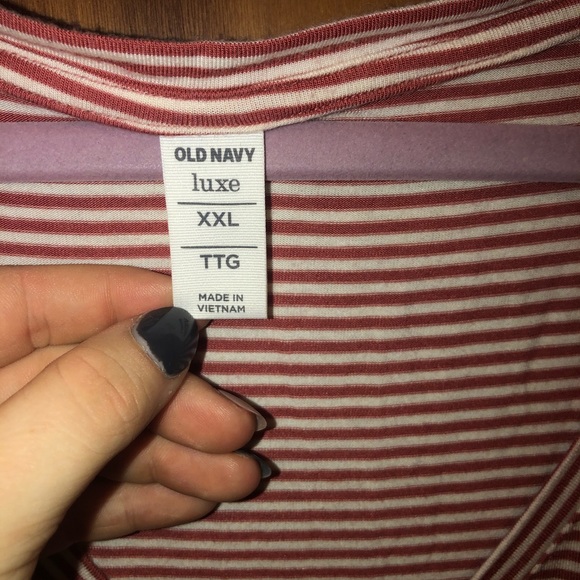 OLD NAVY
luxe
XXL
TTG
MADE IN
VIETNAM